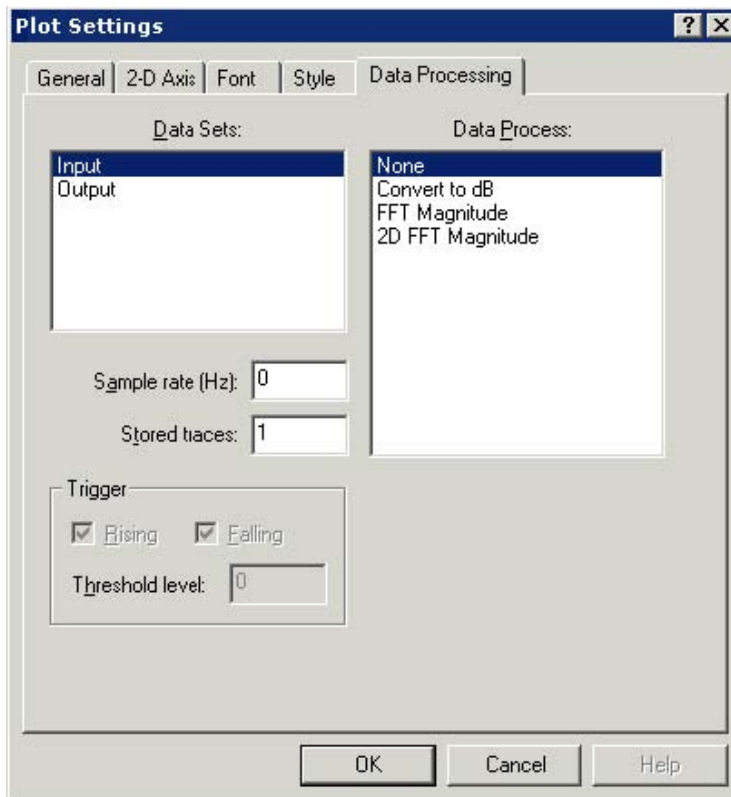 Plot Settings
General 2-D Axis Font Style Data Processing
Data Sets:
Input
Output
Data Process:
None
Convert to dB
FFT Magnitude
2D FFT Magnitude
Sample rate (Hz): 0
Stored traces: 1
Trigger
Rising Falling
Threshold level: 0
OK Cancel Help